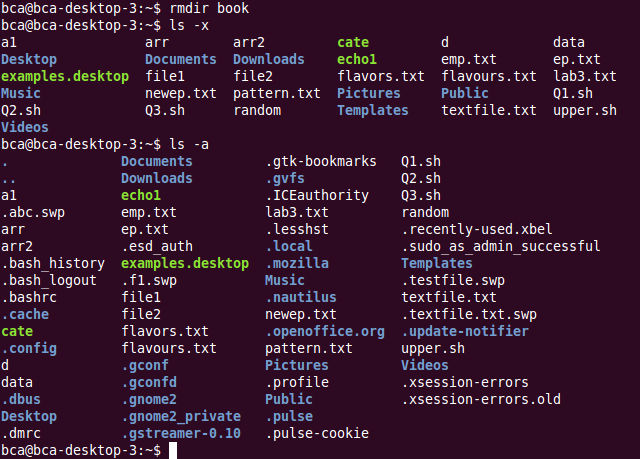 bca@bca-desktop-3:~$ rmdir book
bca@bca-desktop-3:~$ ls -x
a1 arr arr2 cate d data
Desktop Documents Downloads echo1 emp.txt ep.txt
examples.desktop file1 file2 flavors.txt flavours.txt lab3.txt
Music newep.txt pattern.txt Pictures Public Q1.sh
Q2.sh Q3.sh random Templates textfile.txt upper.sh
Videos
bca@bca-desktop-3:~$ ls -a
. Documents .gtk-bookmarks Q1.sh
.. Downloads .gvfs Q2.sh
a1 echo1 .ICEauthority Q3.sh
.abc.swp emp.txt lab3.txt random
arr ep.txt .lesshst .recently-used.xbel
arr2 .esd_auth .local .sudo_as_admin_successful
.bash_history examples.desktop .mozilla Templates
.bash_logout .f1.swp Music .testfile.swp
.bashrc file1 .nautilus textfile.txt
.cache file2 newep.txt .textfile.txt.swp
cate flavors.txt .openoffice.org .update-notifier
.config flavours.txt pattern.txt upper.sh
d .gconf Pictures Videos
data .gconfd .profile .xsession-errors
.dbus .gnome2 Public .xsession-errors.old
Desktop .gnome2_private .pulse
.dmrc .gstreamer-0.10 .pulse-cookie
bca@bca-desktop-3:~$